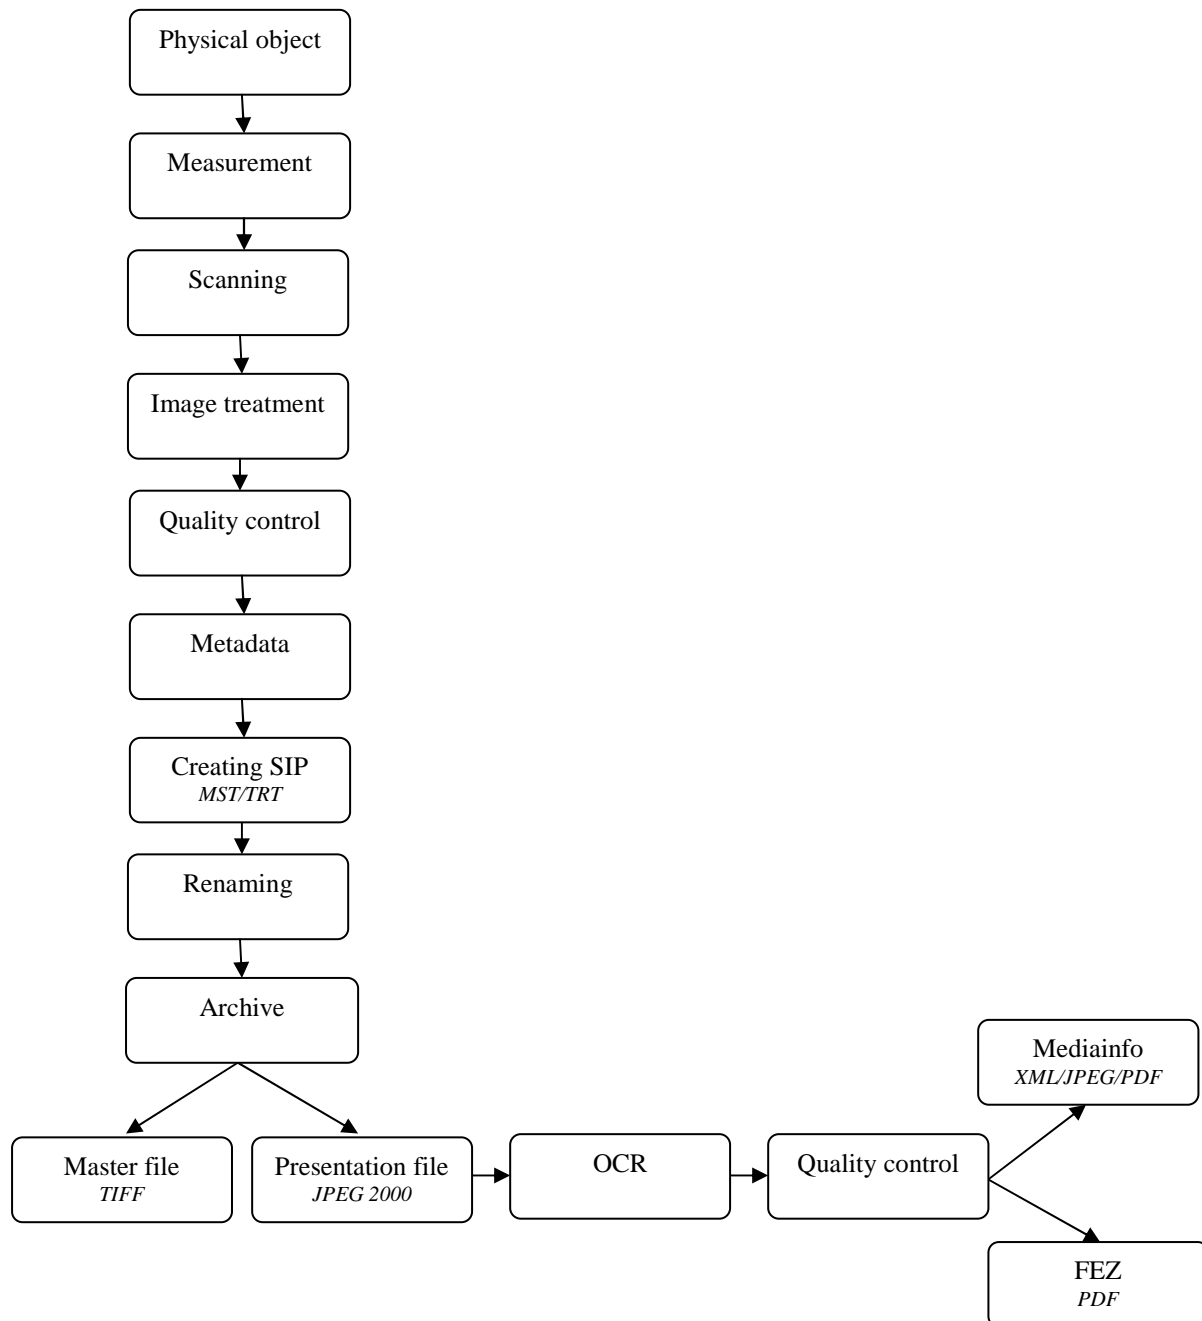 Physical object
Measurement
Scanning
Image treatment
Quality control
Metadata
Creating SIP
MST/TRT
Renaming
Archive
Master file
TIFF
Presentation file
JPEG 2000
OCR
Quality control
Mediainfo
XML/JPEG/PDF
FEZ
PDF